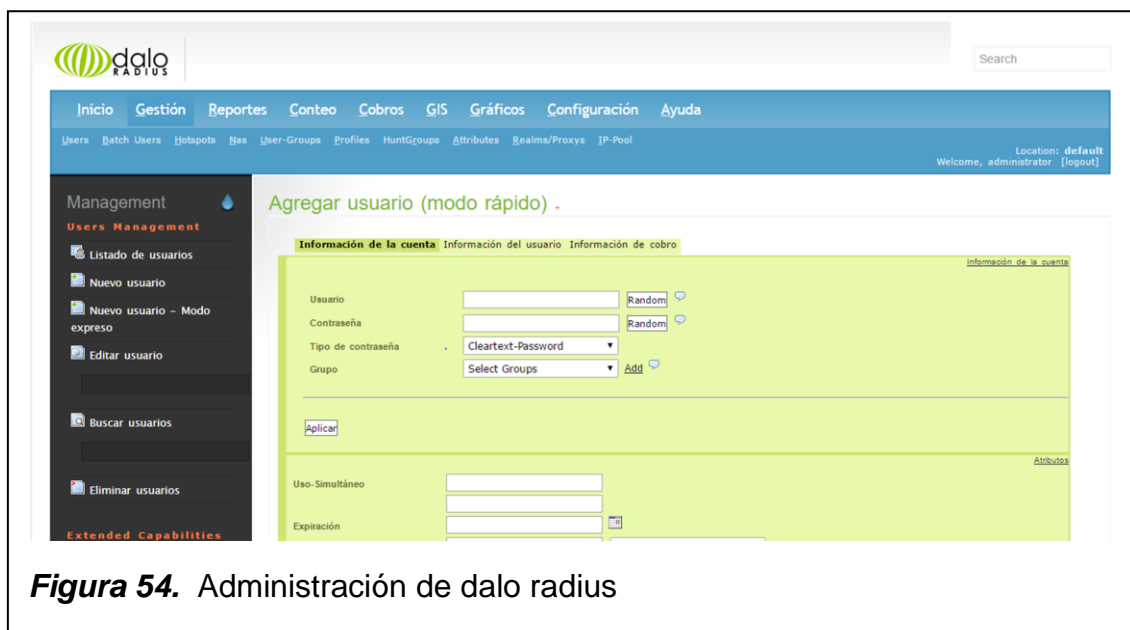 dalo
RADIUS
Search
Inicio Gestión Reportes Conteo Cobros GIS Gráficos Configuración Ayuda
Users Batch Users Hotspots Nas User-Groups Profiles HuntGroups Attributes Realms/Proxys IP-Pool
Location: default
Welcome, administrator [logout]
Management
Users Management
Listado de usuarios
Nuevo usuario
Nuevo usuario – Modo
expreso
Editar usuario
Buscar usuarios
Eliminar usuarios
Extended Capabilities
Agregar usuario (modo rápido) .
Información de la cuenta Información del usuario Información de cobro
Información de la cuenta
Usuario Random
Contraseña Random
Tipo de contraseña . Cleartext-Password
Grupo Select Groups Add
Aplicar
Atributos
Uso-Simultáneo
Expiración
Figura 54. Administración de dalo radius